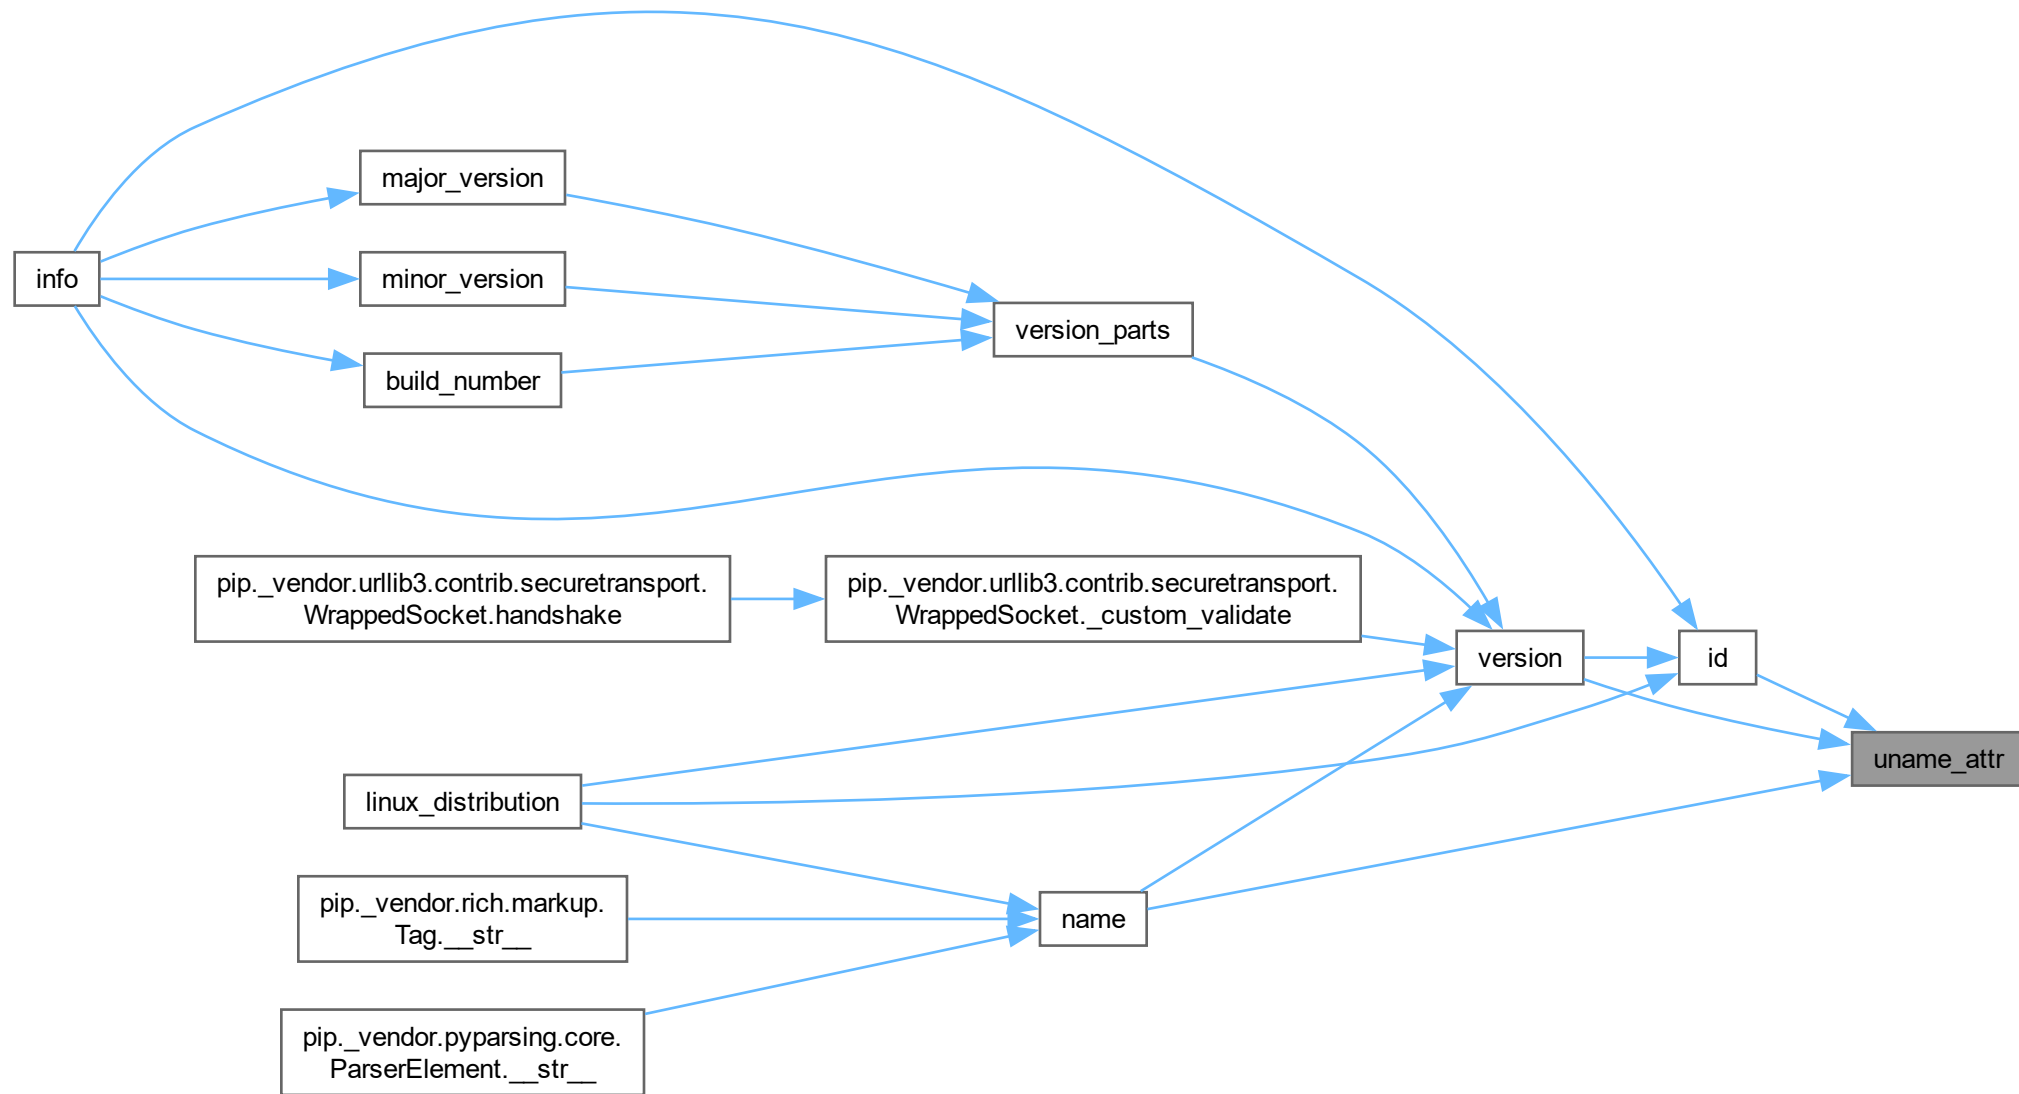 major_version
info
minor_version
version_parts
build_number
pip._vendor.urllib3.contrib.securetransport.
WrappedSocket.handshake
pip._vendor.urllib3.contrib.securetransport.
WrappedSocket._custom_validate
version
id
uname_attr
linux_distribution
pip._vendor.rich.markup.
Tag.__str__
name
pip._vendor.pyparsing.core.
ParserElement.__str__